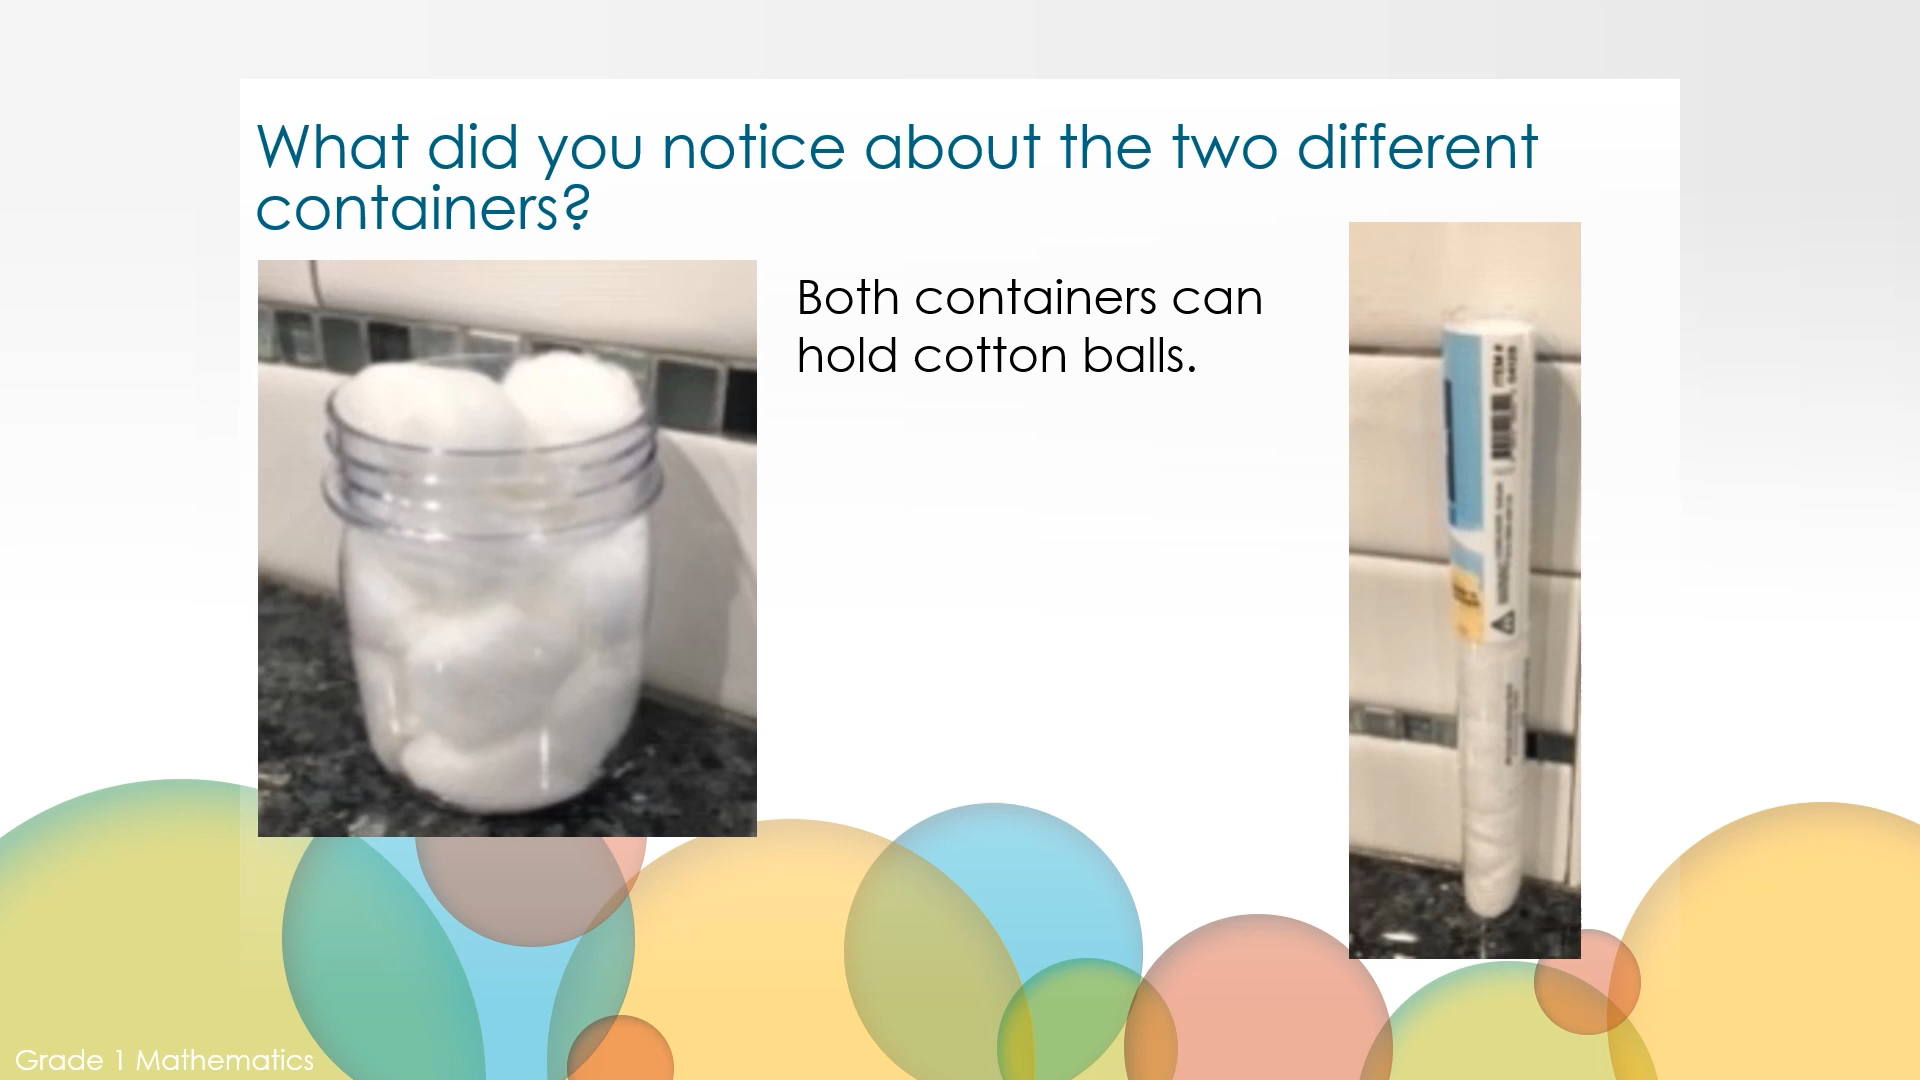 What did you notice about the two different
containers?
Both containers can
hold cotton balls.
Grade 1 Mathematics